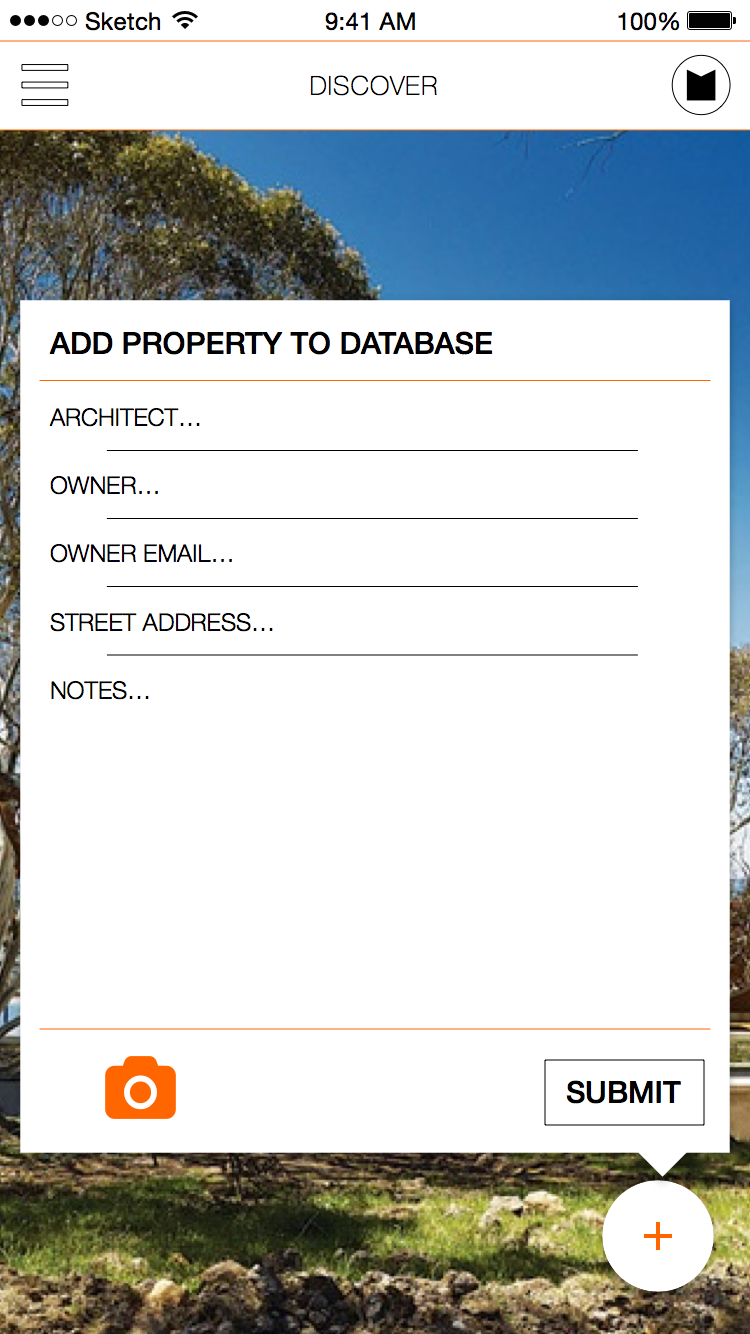 Sketch 9:41 AM 100%
DISCOVER
ADD PROPERTY TO DATABASE
ARCHITECT...
OWNER...
OWNER EMAIL...
STREET ADDRESS...
NOTES...
SUBMIT
+